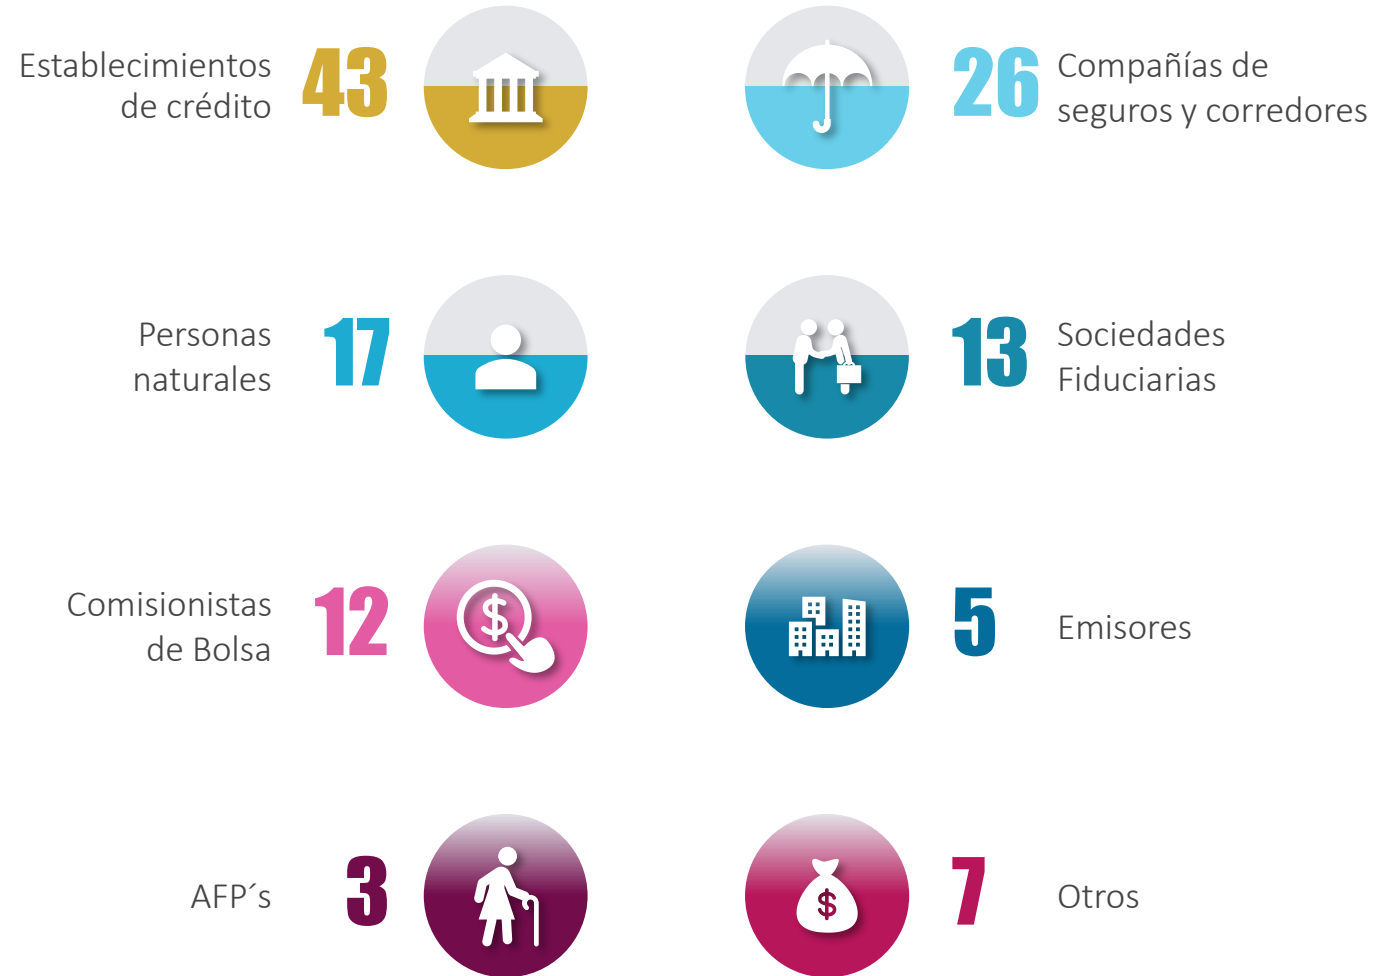 Establecimientos
de crédito
43
26
Compañías de
seguros y corredores
Personas
naturales
17
13
Sociedades
Fiduciarias
Comisionistas
de Bolsa
12
$
5
Emisores
AFP´s
3
$
7
Otros